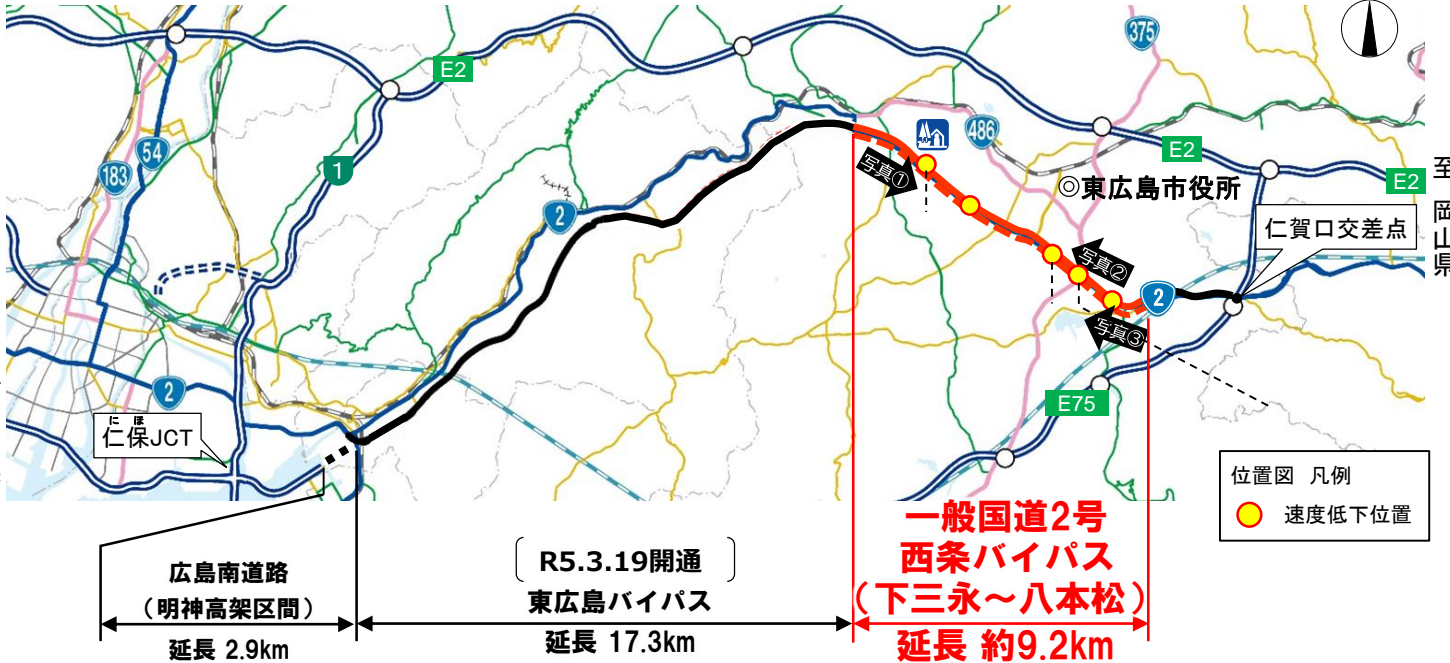 E2
375
54
183
1
486
写真①
E2
◎東広島市役所
E2
至 岡山県
2
仁賀口交差点
写真②
2
写真③
2
E75
にほ
仁保JCT
位置図 凡例
速度低下位置
一般国道2号
西条バイパス
(下三永~八本松)
延長 約9.2km
R5.3.19開通
東広島バイパス
延長 17.3km
広島南道路
(明神高架区間)
延長 2.9km